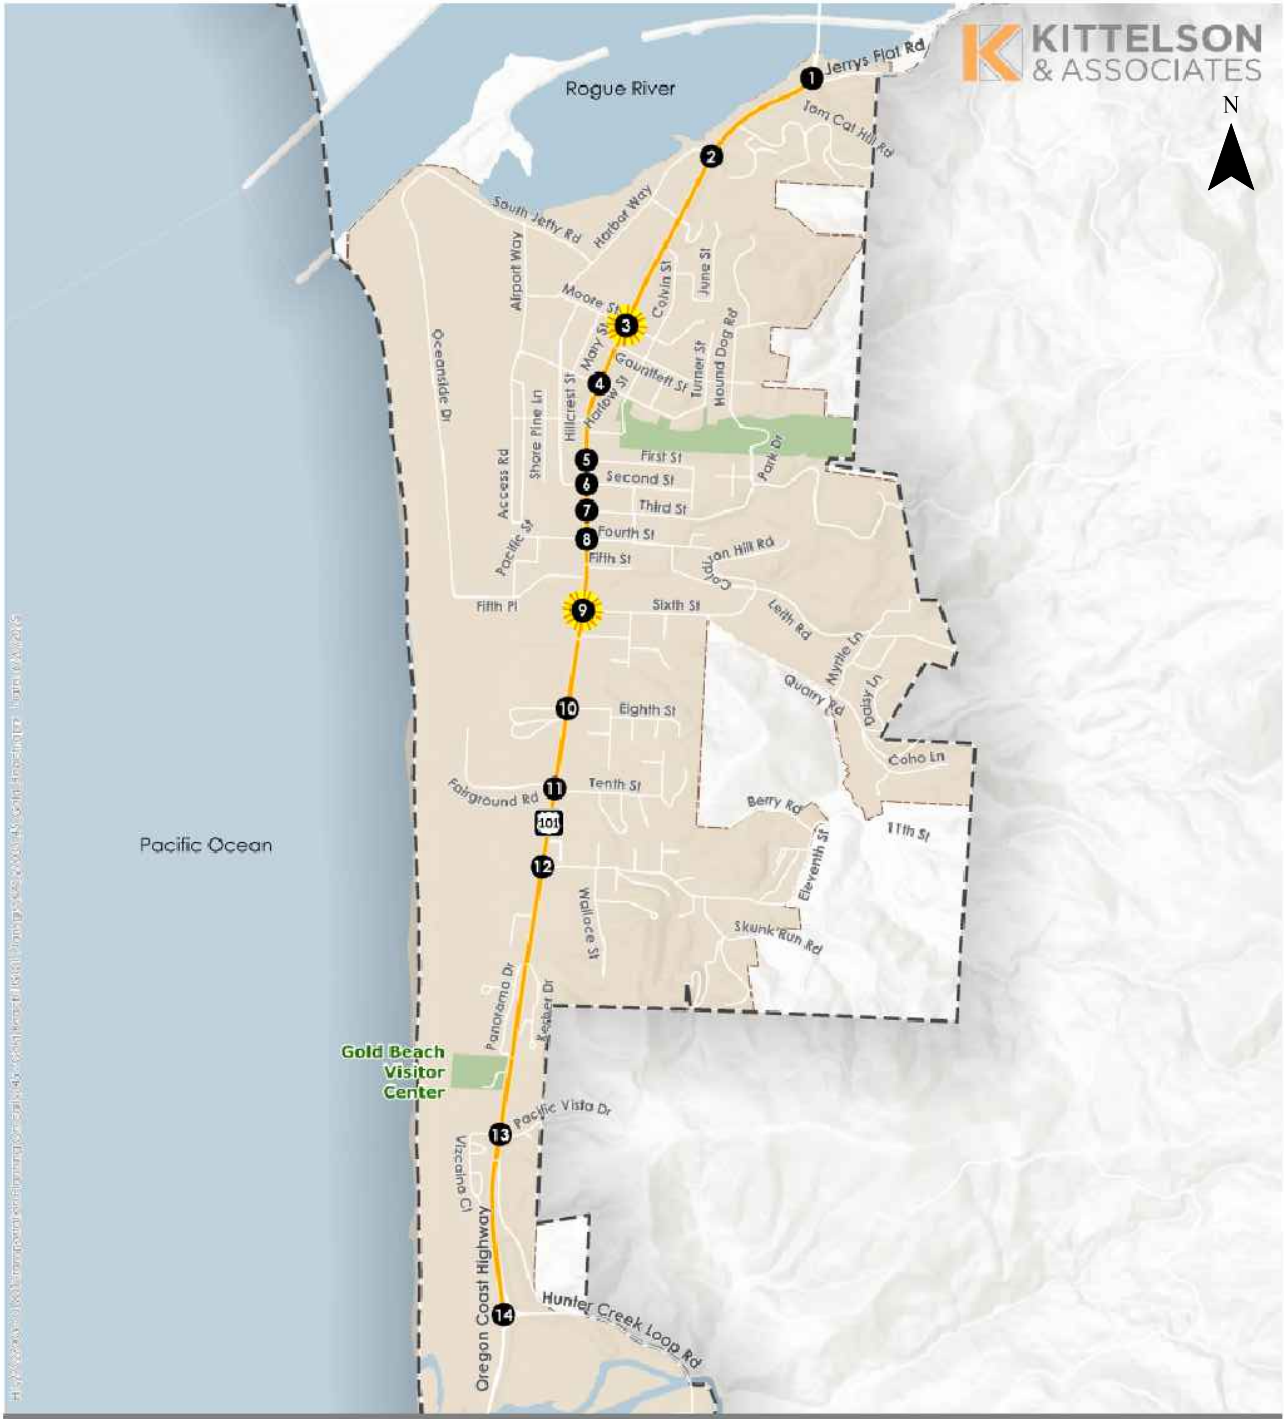 KITTELSON
& ASSOCIATES
N
Rogue River
1
Jerrys Flat Rd
Tom Cat Hill Rd
2
South Jetty Rd
Harbor Way
Airport Way
Moore St
Colvin St
June St
3
Mary St
Gauntlett St
Turner St
Hound Dog Rd
Oceanside Dr
4
Harlow St
Hillcrest St
Shore Pine Ln
Access Rd
5
First St
Park Dr
6
Second St
7
Third St
8
Fourth St
Pacific St
Fifth St
Fifth Pl
9
Sixth St
Leith Rd
Myrtle Ln
Quarry Rd
Daisy Ln
Coho Ln
10
Eighth St
11
Tenth St
Fairground Rd
101
Berry Rd
11Th St
Eleventh St
Pacific Ocean
12
Wallace St
Skunk Run Rd
Panorama Dr
Gold Beach
Visitor
Center
13
Pacific Vista Dr
Vizcaino Ct
Oregon Coast Highway
14
Hunter Creek Loop Rd